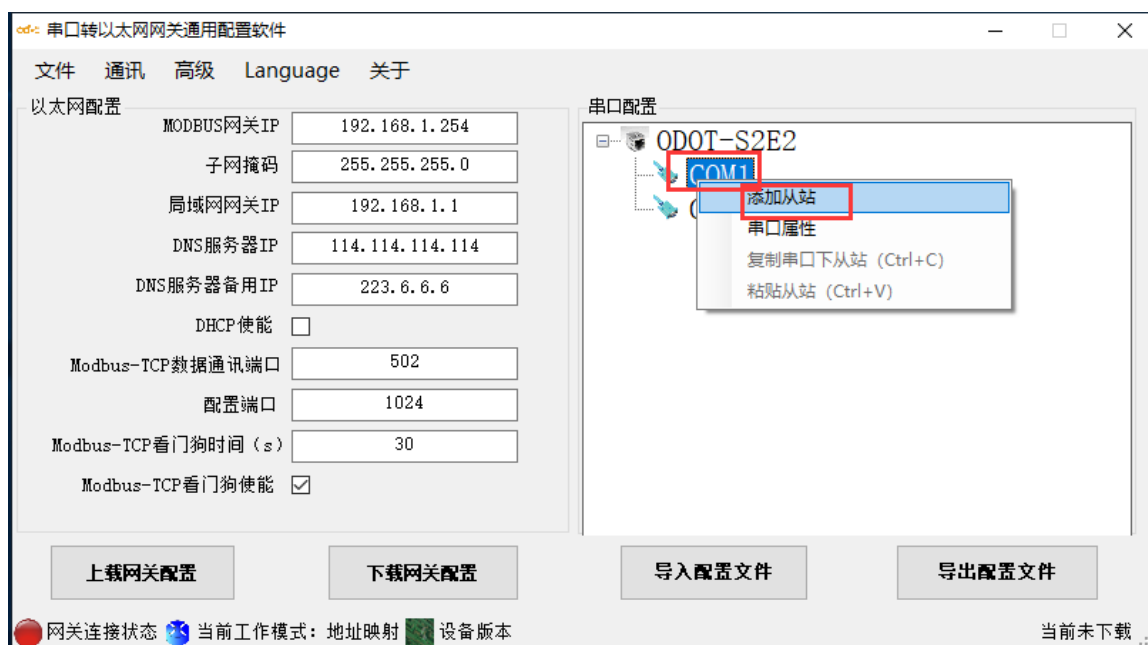 串口转以太网网关通用配置软件
文件 通讯 高级 Language 关于
以太网配置
MODBUS网关IP 192.168.1.254
子网掩码 255.255.255.0
局域网网关IP 192.168.1.1
DNS服务器IP 114.114.114.114
DNS服务器备用IP 223.6.6.6
DHCP使能
Modbus-TCP数据通讯端口 502
配置端口 1024
Modbus-TCP看门狗时间（s） 30
Modbus-TCP看门狗使能
串口配置
ODOT-S2E2
COM1
添加从站
串口属性
复制串口下从站 (Ctrl+C)
粘贴从站 (Ctrl+V)
上载网关配置 下载网关配置 导入配置文件 导出配置文件
网关连接状态 当前工作模式：地址映射 设备版本 当前未下载